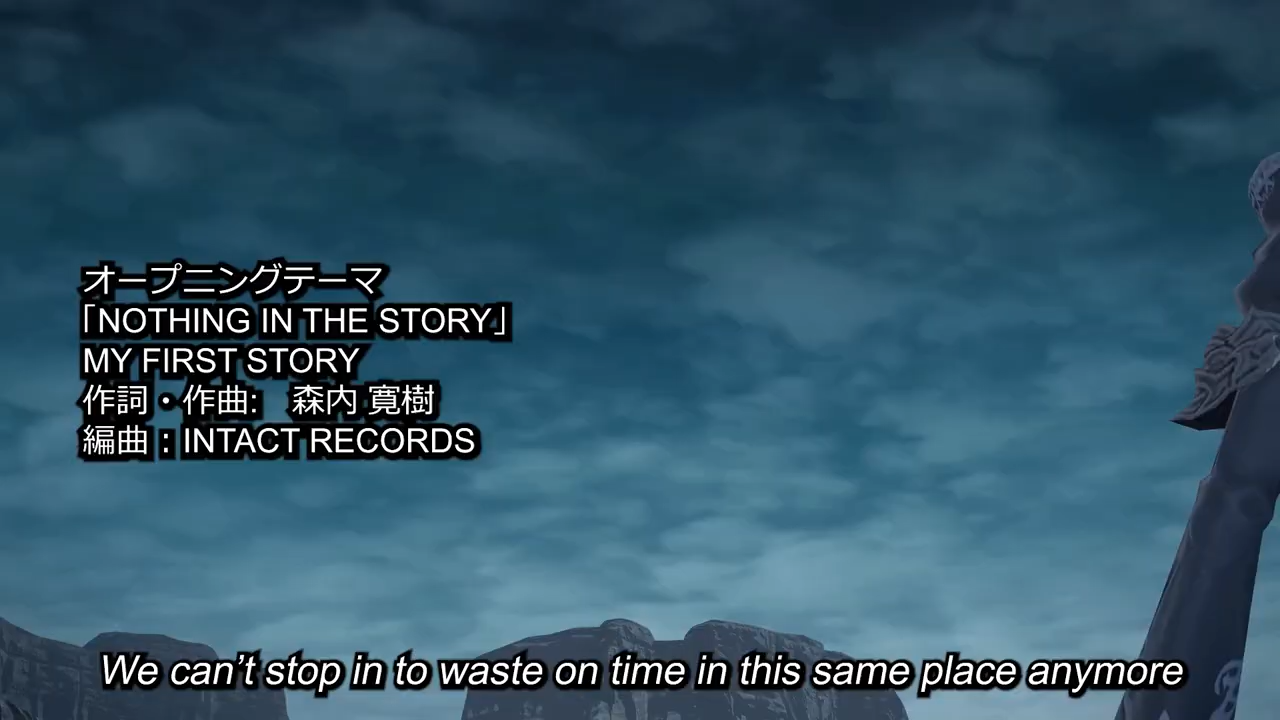 オープニングテーマ
「NOTHING IN THE STORY」
MY FIRST STORY
作詞・作曲:　森内 寛樹
編曲：INTACT RECORDS
We can’t stop in to waste on time in this same place anymore